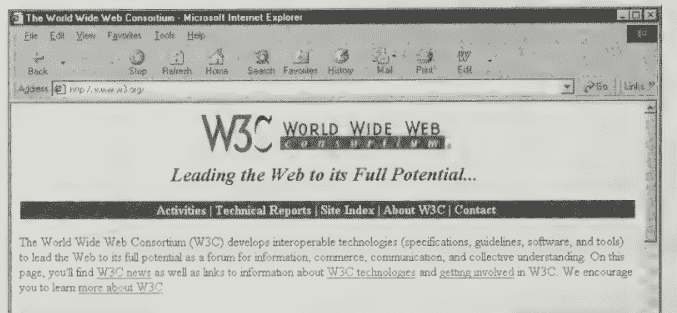 The World Wide Web Consortium - Microsoft Internet Explorer
File Edit View Favorites Tools Help
Back Stop Refresh Home Search Favorites History Mail Print Edit
Address http://www.w3.org/ Go Links »
W3C WORLD WIDE WEB
consortium
Leading the Web to its Full Potential...
Activities | Technical Reports | Site Index | About W3C | Contact
The World Wide Web Consortium (W3C) develops interoperable technologies (specifications, guidelines, software, and tools)
to lead the Web to its full potential as a forum for information, commerce, communication, and collective understanding. On this
page, you'll find W3C news as well as links to information about W3C technologies and getting involved in W3C. We encourage
you to learn more about W3C